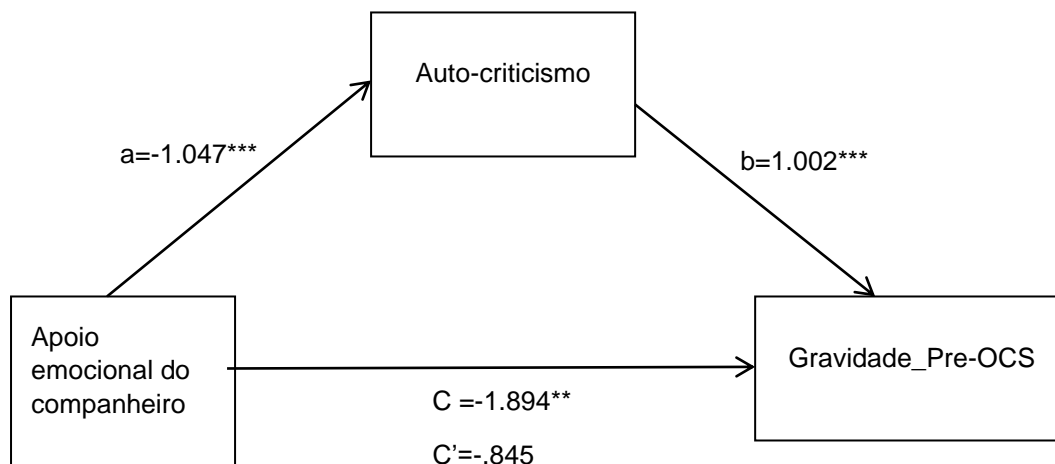 Auto-criticismo
a=-1.047***
b=1.002***
Apoio
emocional do
companheiro
Gravidade_Pre-OCS
C =-1.894**
C’=-.845